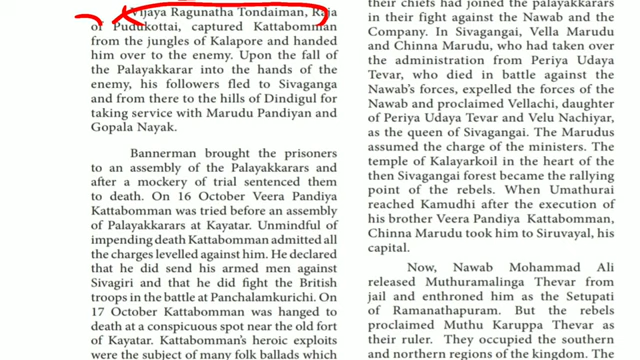 Vijaya Ragunatha Tondaiman, Raja
of Pudukottai, captured Kattabomman
from the jungles of Kalapore and handed
him over to the enemy. Upon the fall of
the Palayakkarar into the hands of the
enemy, his followers fled to Sivaganga
and from there to the hills of Dindigul for
taking service with Marudu Pandiyan and
Gopala Nayak.
Bannerman brought the prisoners
to an assembly of the Palayakkarars and
after a mockery of trial sentenced them
to death. On 16 October Veera Pandiya
Kattabomman was tried before an assembly
of Palayakkarars at Kayatar. Unmindful of
impending death Kattabomman admitted all
the charges levelled against him. He declared
that he did send his armed men against
Sivagiri and that he did fight the British
troops in the battle at Panchalamkurichi. On
17 October Kattabomman was hanged to
death at a conspicuous spot near the old fort
of Kayatar. Kattabomman's heroic exploits
were the subject of many folk ballads which
their chiefs had joined the palayakkarars
in their fight against the Nawab and the
Company. In Sivagangai, Vella Marudu
and Chinna Marudu, who had taken over
the administration from Periya Udaya
Tevar, who died in battle against the
Nawab's forces, expelled the forces of the
Nawab and proclaimed Vellachi, daughter
of Periya Udaya Tevar and Velu Nachiyar,
as the queen of Sivagangai. The Marudus
assumed the charge of the ministers. The
temple of Kalayarkoil in the heart of the
then Sivagangai forest became the rallying
point of the rebels. When Umathurai
reached Kamudhi after the execution of
his brother Veera Pandiya Kattabomman,
Chinna Marudu took him to Siruvayal, his
capital.
Now, Nawab Mohammad Ali
released Muthuramalinga Thevar from
jail and enthroned him as the Setupati
of Ramanathapuram. But the rebels
proclaimed Muthu Karuppa Thevar as
their ruler. They occupied the southern
and northern regions of the kingdom. The